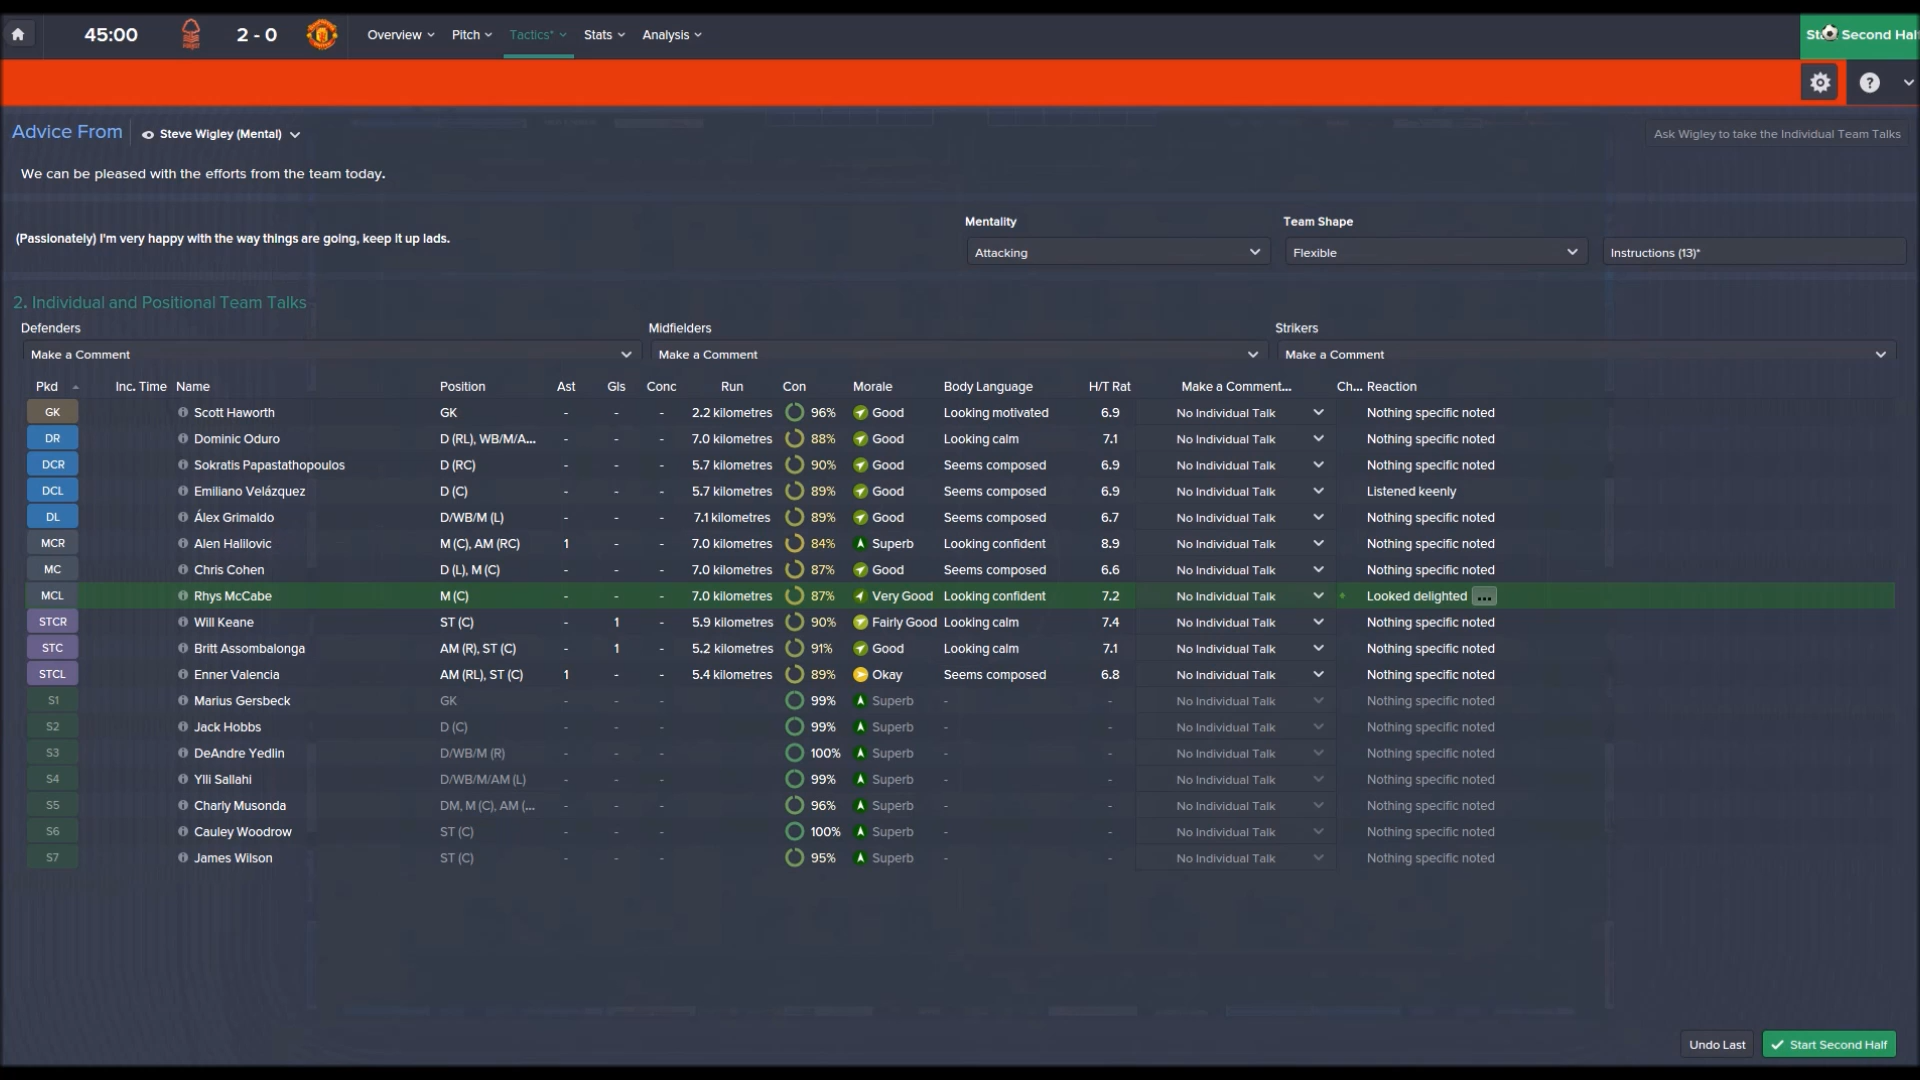 45:00 2 - 0 Overview Pitch Tactics* Stats Analysis Second Hal
Advice From Steve Wigley (Mental) Ask Wigley to take the Individual Team Talks
We can be pleased with the efforts from the team today.
Mentality Team Shape
(Passionately) I'm very happy with the way things are going, keep it up lads.
Attacking Flexible Instructions (13)*
2. Individual and Positional Team Talks
Defenders Midfielders Strikers
Make a Comment Make a Comment Make a Comment
Pkd Inc. Time Name Position Ast Gls Conc Run Con Morale Body Language H/T Rat Make a Comment... Ch... Reaction
GK Scott Haworth GK - - - 2.2 kilometres 96% Good Looking motivated 6.9 No Individual Talk Nothing specific noted
DR Dominic Oduro D (RL), WB/M/A... - - - 7.0 kilometres 88% Good Looking calm 7.1 No Individual Talk Nothing specific noted
DCR Sokratis Papastathopoulos D (RC) - - - 5.7 kilometres 90% Good Seems composed 6.9 No Individual Talk Nothing specific noted
DCL Emiliano Velázquez D (C) - - - 5.7 kilometres 89% Good Seems composed 6.9 No Individual Talk Listened keenly
DL Álex Grimaldo D/WB/M (L) - - - 7.1 kilometres 89% Good Seems composed 6.7 No Individual Talk Nothing specific noted
MCR Alen Halilovic M (C), AM (RC) 1 - - 7.0 kilometres 84% Superb Looking confident 8.9 No Individual Talk Nothing specific noted
MC Chris Cohen D (L), M (C) - - - 7.0 kilometres 87% Good Seems composed 6.6 No Individual Talk Nothing specific noted
MCL Rhys McCabe M (C) - - - 7.0 kilometres 87% Very Good Looking confident 7.2 No Individual Talk Looked delighted ...
STCR Will Keane ST (C) - 1 - 5.9 kilometres 90% Fairly Good Looking calm 7.4 No Individual Talk Nothing specific noted
STC Britt Assombalonga AM (R), ST (C) - 1 - 5.2 kilometres 91% Good Looking calm 7.1 No Individual Talk Nothing specific noted
STCL Enner Valencia AM (RL), ST (C) 1 - - 5.4 kilometres 89% Okay Seems composed 6.8 No Individual Talk Nothing specific noted
S1 Marius Gersbeck GK - - - 99% Superb - - No Individual Talk Nothing specific noted
S2 Jack Hobbs D (C) - - - 99% Superb - - No Individual Talk Nothing specific noted
S3 DeAndre Yedlin D/WB/M (R) - - - 100% Superb - - No Individual Talk Nothing specific noted
S4 Ylli Sallahi D/WB/M/AM (L) - - - 99% Superb - - No Individual Talk Nothing specific noted
S5 Charly Musonda DM, M (C), AM (... - - - 96% Superb - - No Individual Talk Nothing specific noted
S6 Cauley Woodrow ST (C) - - - 100% Superb - - No Individual Talk Nothing specific noted
S7 James Wilson ST (C) - - - 95% Superb - - No Individual Talk Nothing specific noted
Undo Last Start Second Half